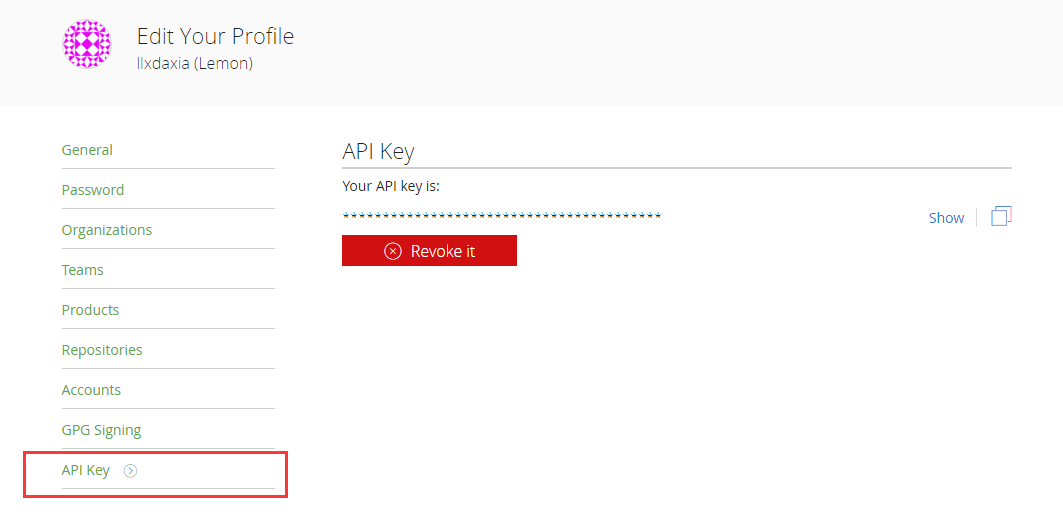 Edit Your Profile
llxdaxia (Lemon)
General
Password
Organizations
Teams
Products
Repositories
Accounts
GPG Signing
API Key
API Key
Your API key is:
****************************************
Show
Revoke it